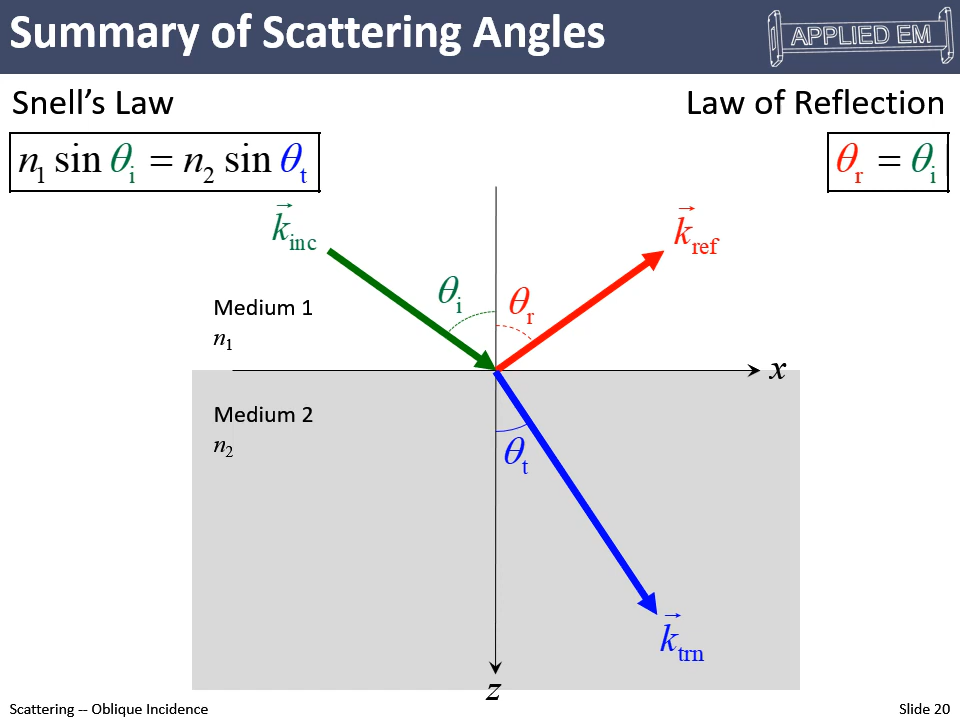 Summary of Scattering Angles
APPLIED EM
Snell's Law
Law of Reflection
n₁ sin θᵢ = n₂ sin θₜ
θᵣ = θᵢ
k⃗inc
k⃗ref
θᵢ
θᵣ
Medium 1
n₁
x
Medium 2
n₂
θₜ
k⃗trn
z
Scattering -- Oblique Incidence
Slide 20